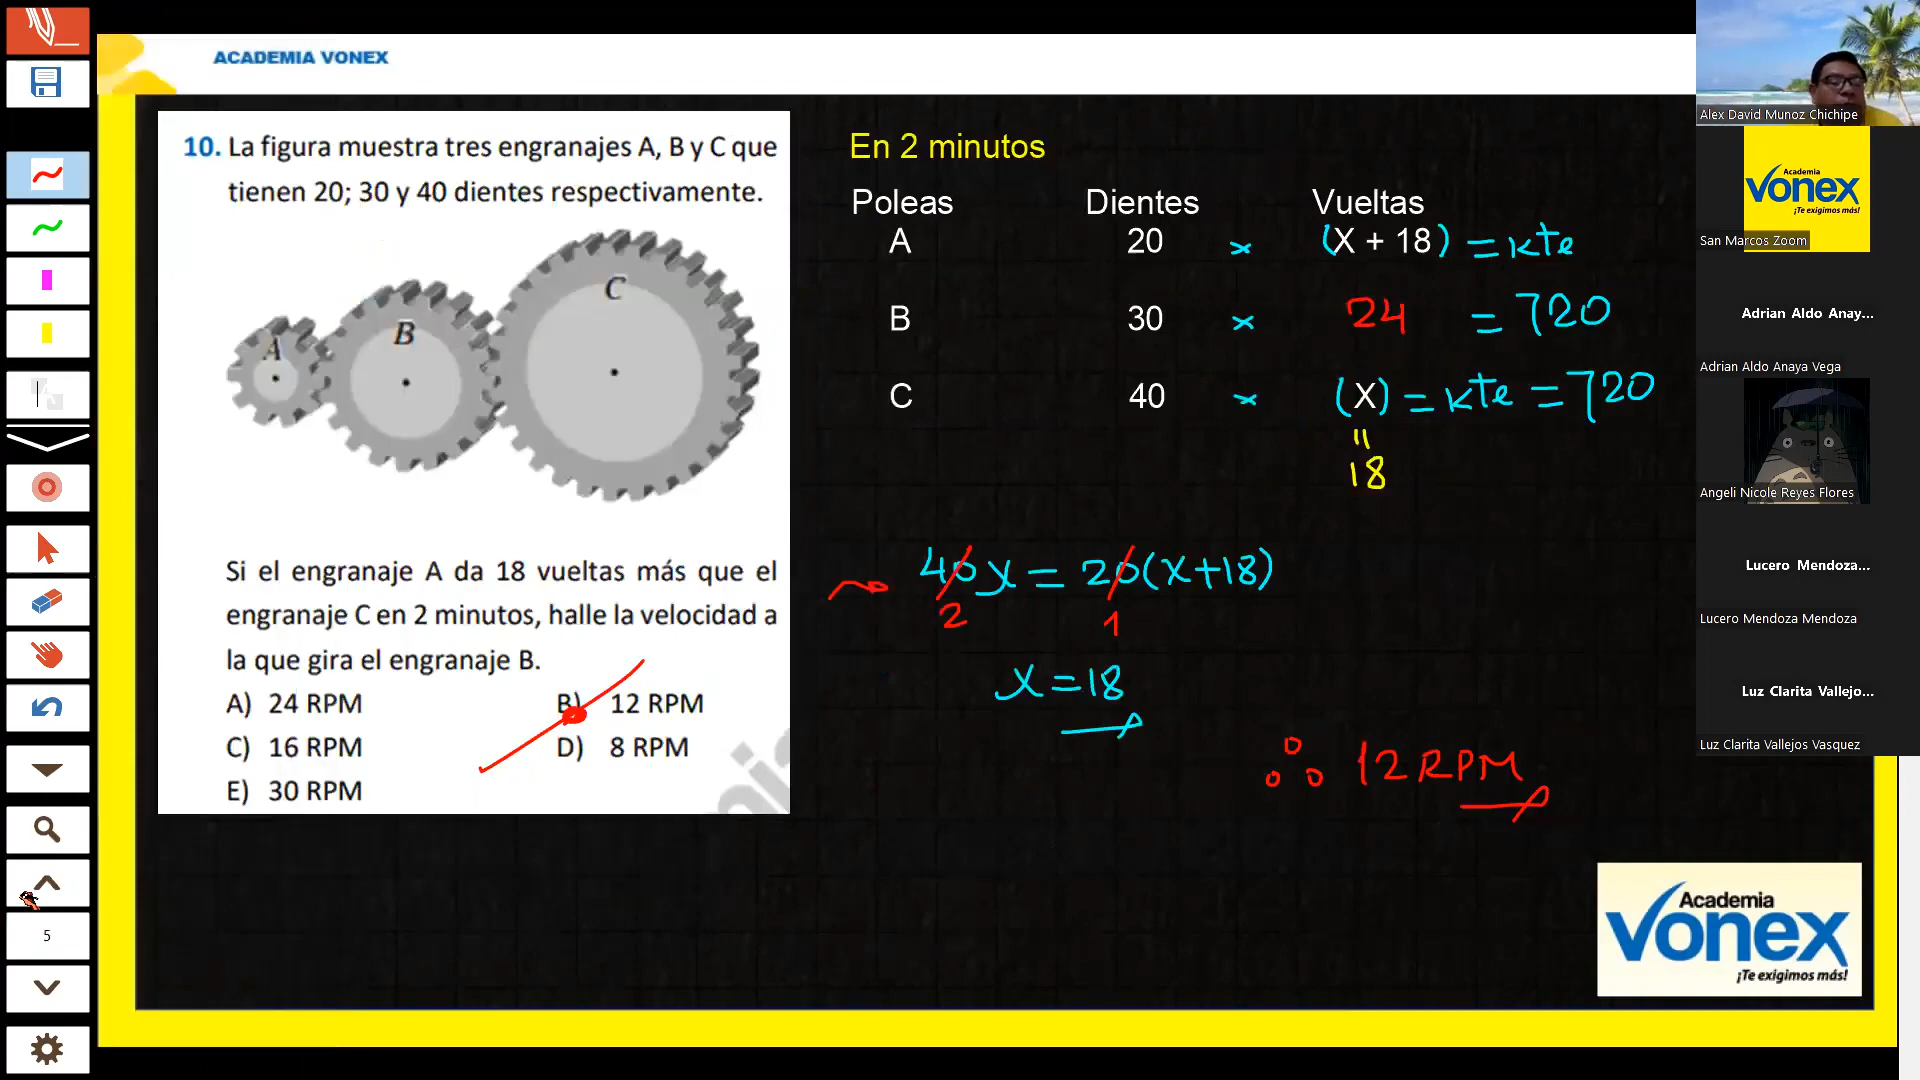 ACADEMIA VONEX
10. La figura muestra tres engranajes A, B y C que
tienen 20; 30 y 40 dientes respectivamente.
A
B
C
Si el engranaje A da 18 vueltas más que el
engranaje C en 2 minutos, halle la velocidad a
la que gira el engranaje B.
A) 24 RPM B) 12 RPM
C) 16 RPM D) 8 RPM
E) 30 RPM
En 2 minutos
Poleas Dientes Vueltas
A 20 × (X + 18) = kte
B 30 × 24 = 720
C 40 × (X) = kte = 720
18
40x = 20(x+18)
2 1
x = 18
∴ 12 RPM
Academia
vonex
¡Te exigimos más!
5
Alex David Munoz Chichipe
Academia
vonex
¡Te exigimos más!
San Marcos Zoom
Adrian Aldo Anay...
Adrian Aldo Anaya Vega
Angeli Nicole Reyes Flores
Lucero Mendoza...
Lucero Mendoza Mendoza
Luz Clarita Vallejo...
Luz Clarita Vallejos Vasquez